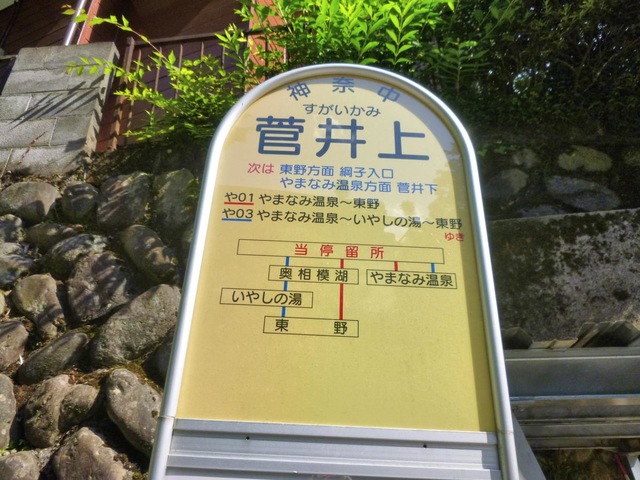 神奈中
すがいかみ
菅井上
次は 東野方面 綱子入口
やまなみ温泉方面 菅井下
や01 やまなみ温泉～東野
や03 やまなみ温泉～いやしの湯～東野
ゆき
当停留所
奥相模湖 やまなみ温泉
いやしの湯
東野